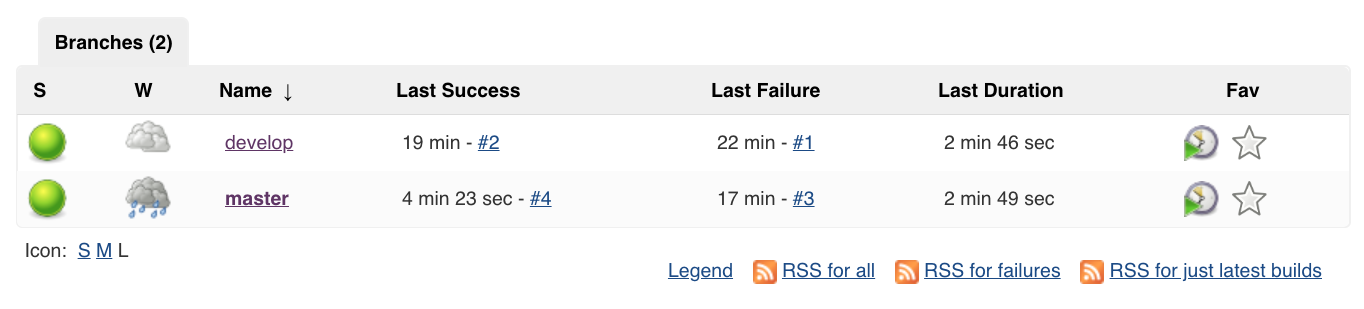 Branches (2)
S W Name ↓ Last Success Last Failure Last Duration Fav
develop 19 min - #2 22 min - #1 2 min 46 sec
master 4 min 23 sec - #4 17 min - #3 2 min 49 sec
Icon: S M L
Legend RSS for all RSS for failures RSS for just latest builds